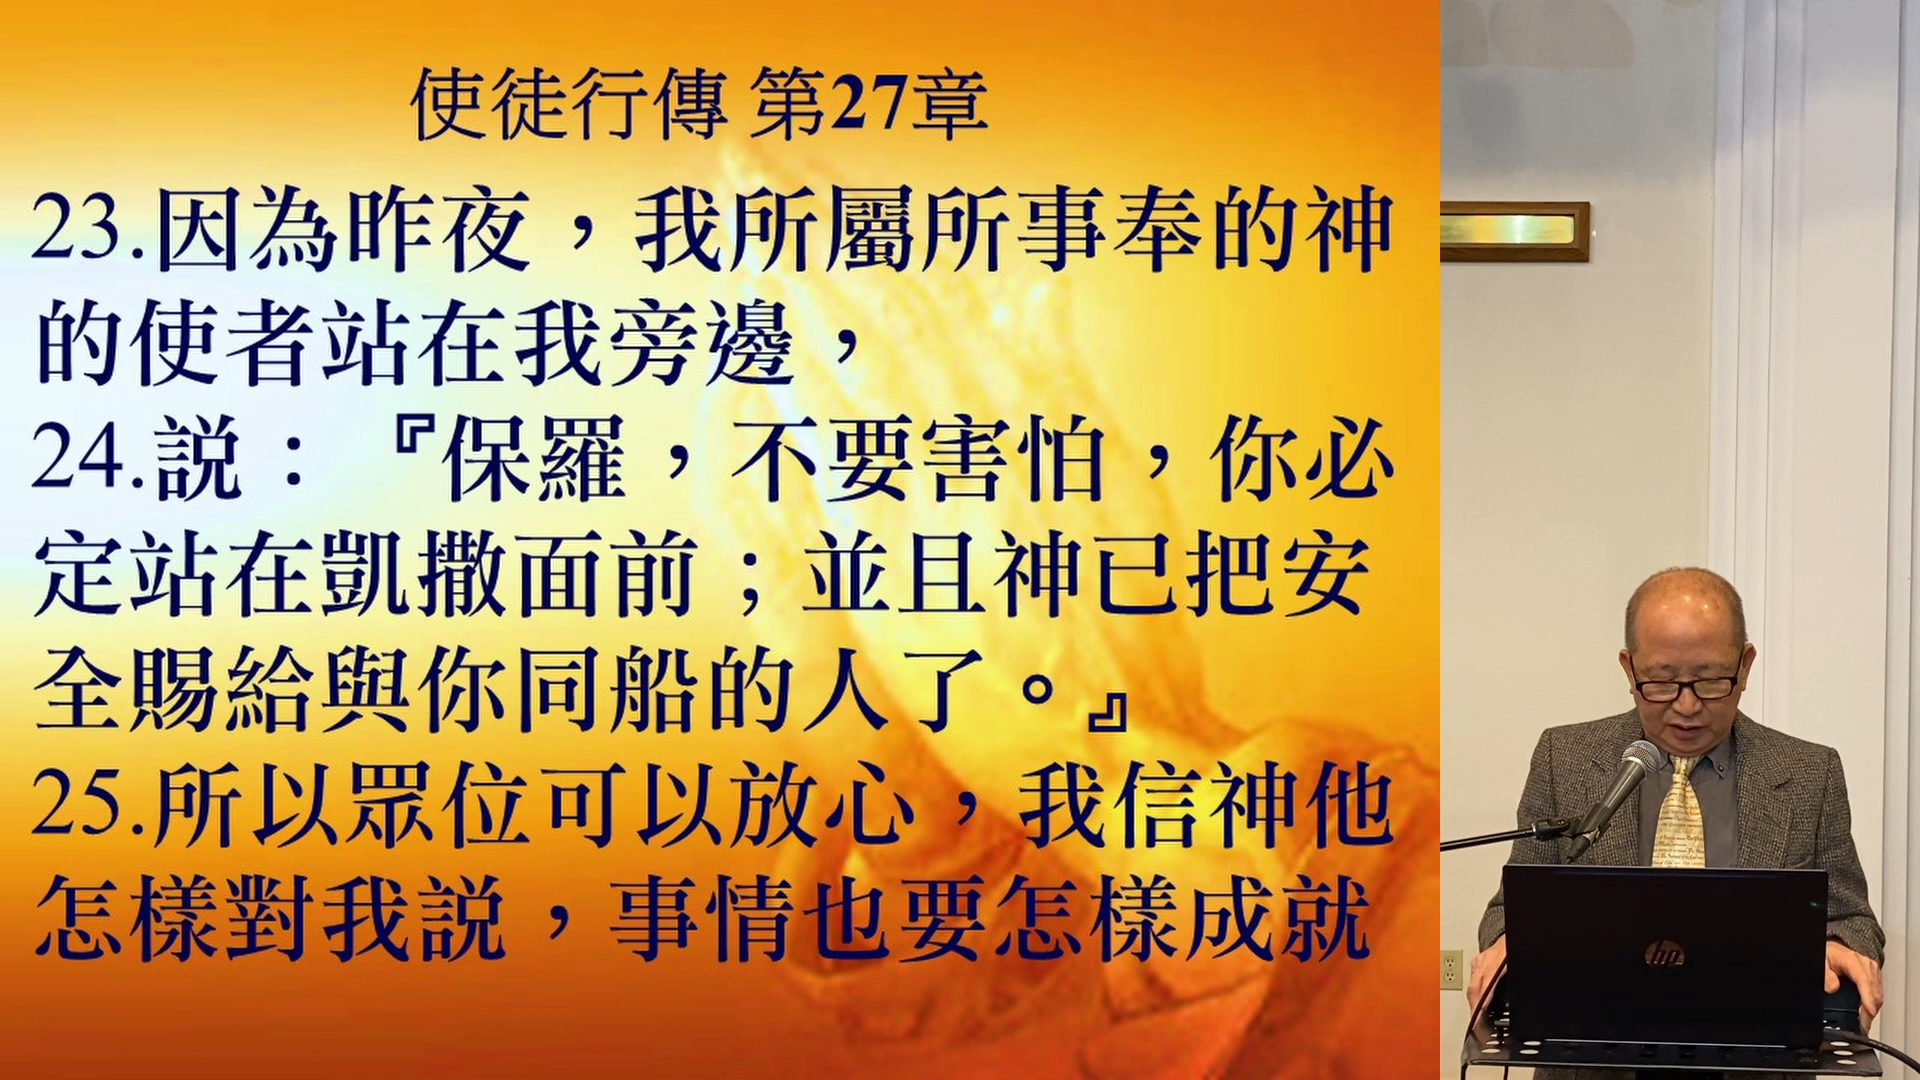 使徒行傳 第27章
23.因為昨夜，我所屬所事奉的神
的使者站在我旁邊，
24.説：『保羅，不要害怕，你必
定站在凱撒面前；並且神已把安
全賜給與你同船的人了。』
25.所以眾位可以放心，我信神他
怎樣對我説，事情也要怎樣成就
hp